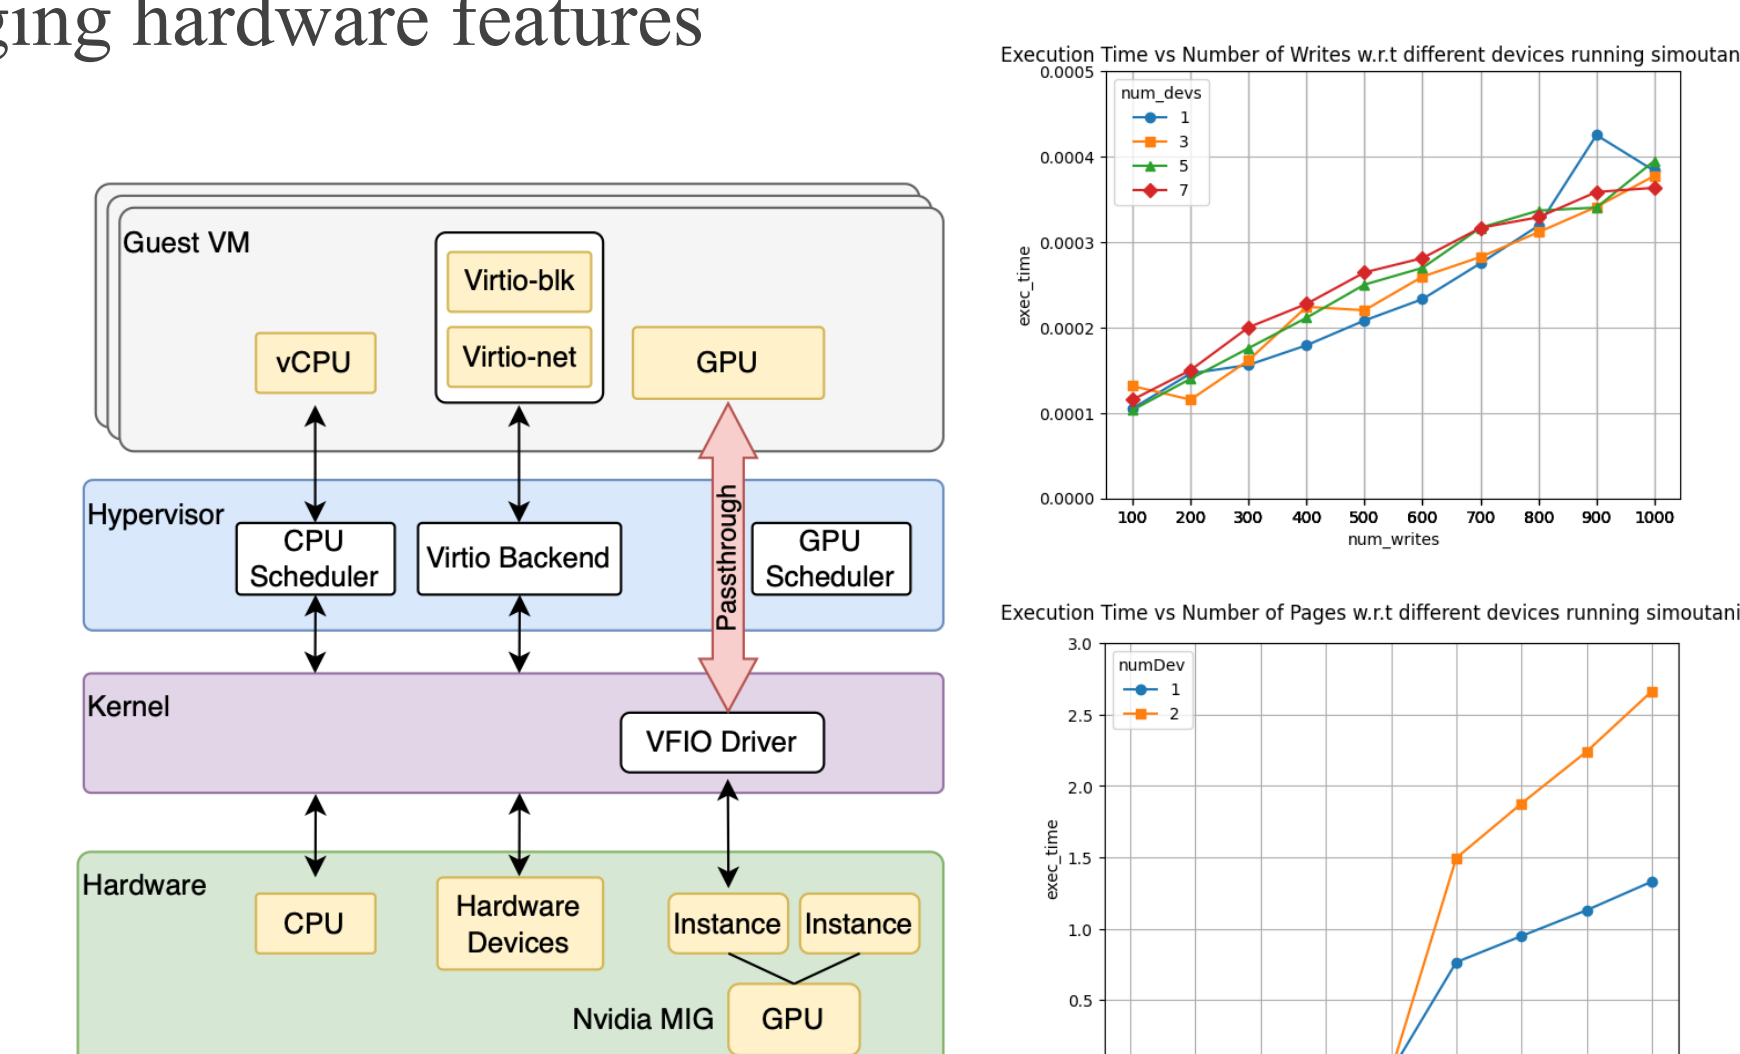 ging hardware features
Guest VM
Virtio-blk
Virtio-net
vCPU
GPU
Hypervisor
CPU
Scheduler
Virtio Backend
Passthrough
GPU
Scheduler
Kernel
VFIO Driver
Hardware
CPU
Hardware
Devices
Instance
Instance
Nvidia MIG
GPU
Execution Time vs Number of Writes w.r.t different devices running simoutan
num_devs
1
3
5
7
0.0005
0.0004
0.0003
0.0002
0.0001
0.0000
exec_time
100 200 300 400 500 600 700 800 900 1000
num_writes
Execution Time vs Number of Pages w.r.t different devices running simoutani
numDev
1
2
3.0
2.5
2.0
1.5
1.0
0.5
exec_time